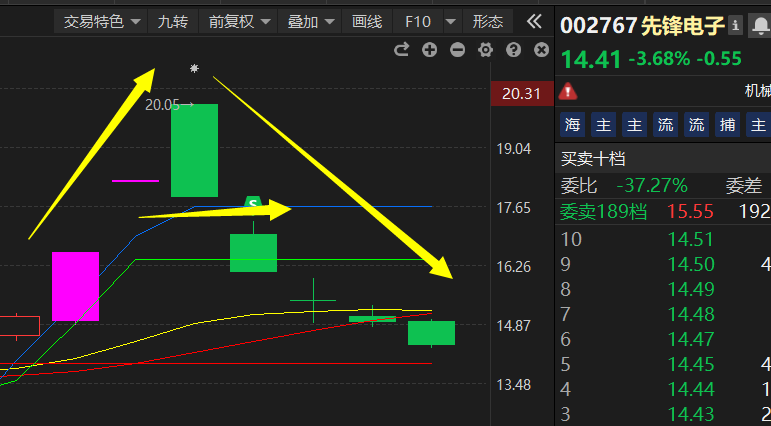 交易特色 九转 前复权 叠加 画线 F10 形态
20.05→
20.31
19.04
17.65
16.26
14.87
13.48
S
002767 先锋电子 i
14.41 -3.68% -0.55
机械
海 主 主 流 流 捕 主
买卖十档
委比 -37.27% 委差
委卖189档 15.55 192
10 14.51
9 14.50 4
8 14.49
7 14.48
6 14.47
5 14.45 4
4 14.44 1
3 14.43 2